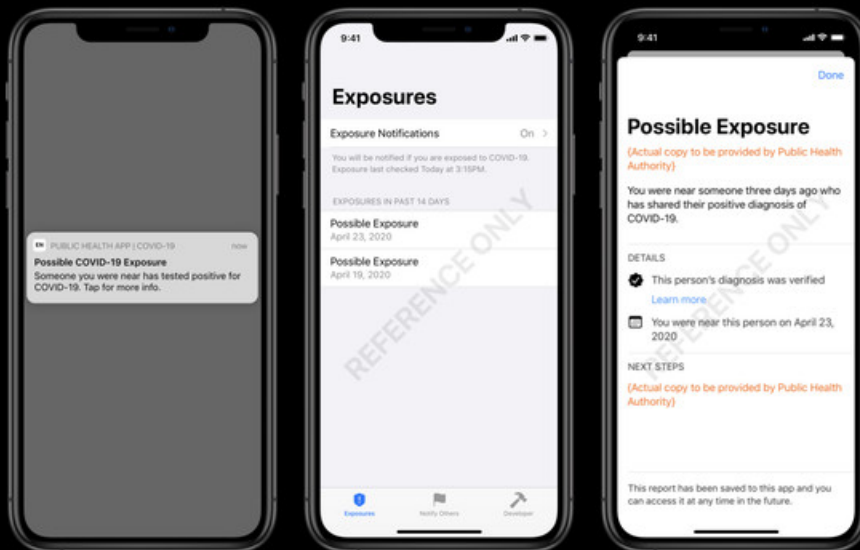 EN PUBLIC HEALTH APP | COVID-19 now
Possible COVID-19 Exposure
Someone you were near has tested positive for
COVID-19. Tap for more info.
9:41
Exposures
Exposure Notifications On
You will be notified if you are exposed to COVID-19.
Exposure last checked Today at 3:15PM.
EXPOSURES IN PAST 14 DAYS
Possible Exposure
April 23, 2020
Possible Exposure
April 19, 2020
REFERENCE ONLY
Exposures Notify Others Developer
9:41
Done
Possible Exposure
{Actual copy to be provided by Public Health
Authority}
You were near someone three days ago who
has shared their positive diagnosis of
COVID-19.
DETAILS
This person's diagnosis was verified
Learn more
You were near this person on April 23,
2020
NEXT STEPS
{Actual copy to be provided by Public Health
Authority}
REFERENCE ONLY
This report has been saved to this app and you
can access it at any time in the future.